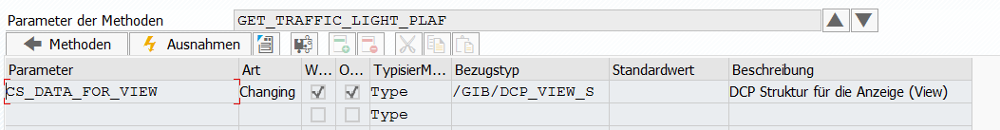 Parameter der Methoden GET_TRAFFIC_LIGHT_PLAF
Methoden Ausnahmen
Parameter Art W... O... TypisierM... Bezugstyp Standardwert Beschreibung
CS_DATA_FOR_VIEW Changing Type /GIB/DCP_VIEW_S DCP Struktur für die Anzeige (View)
Type